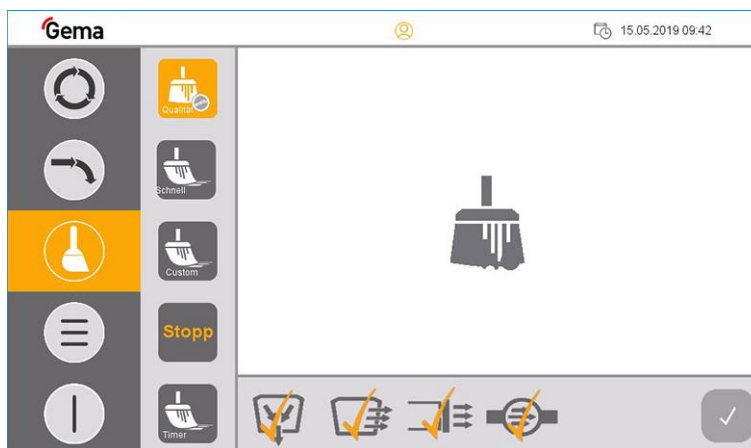 Gema
15.05.2019 09:42
Qualität
Schnell
Custom
Stopp
Timer